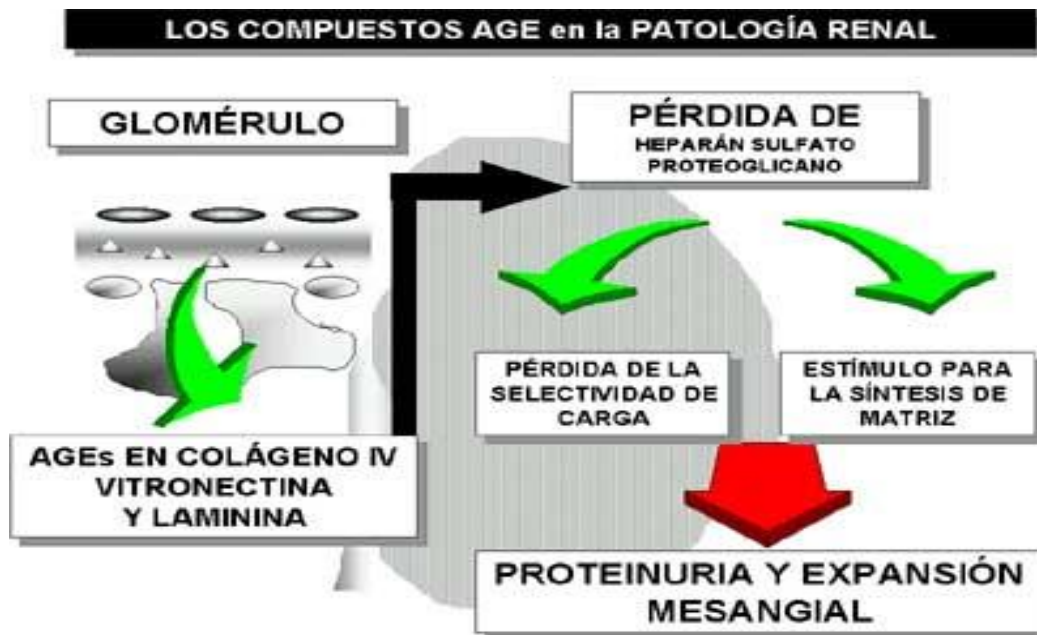 LOS COMPUESTOS AGE en la PATOLOGÍA RENAL
GLOMÉRULO
PÉRDIDA DE
HEPARÁN SULFATO
PROTEOGLICANO
PÉRDIDA DE LA
SELECTIVIDAD DE
CARGA
ESTÍMULO PARA
LA SÍNTESIS DE
MATRIZ
AGEs EN COLÁGENO IV
VITRONECTINA
Y LAMININA
PROTEINURIA Y EXPANSIÓN
MESANGIAL